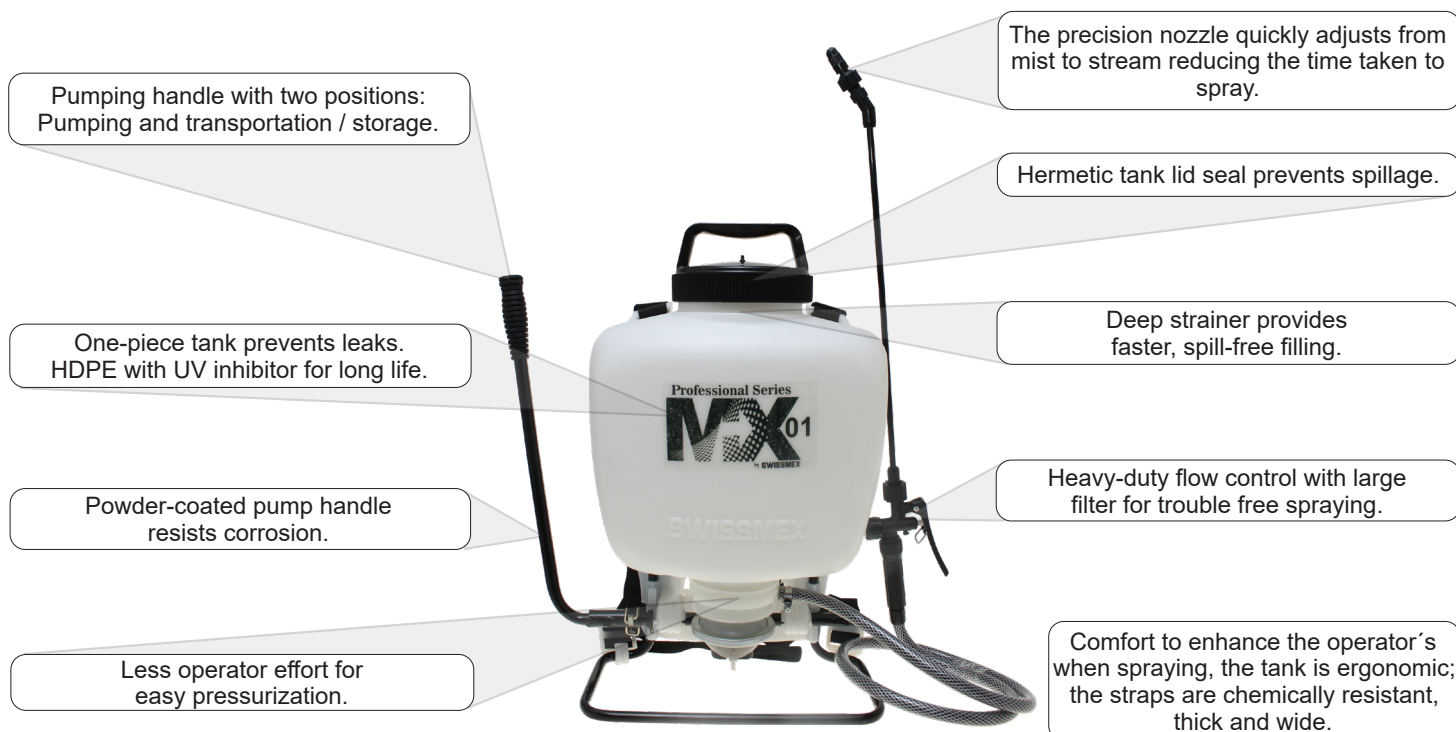 The precision nozzle quickly adjusts from
mist to stream reducing the time taken to
spray.
Pumping handle with two positions:
Pumping and transportation / storage.
Hermetic tank lid seal prevents spillage.
One-piece tank prevents leaks.
HDPE with UV inhibitor for long life.
Deep strainer provides
faster, spill-free filling.
Professional Series
MX 01
by SWISSMEX
SWISSMEX
Powder-coated pump handle
resists corrosion.
Heavy-duty flow control with large
filter for trouble free spraying.
Less operator effort for
easy pressurization.
Comfort to enhance the operator´s
when spraying, the tank is ergonomic;
the straps are chemically resistant,
thick and wide.